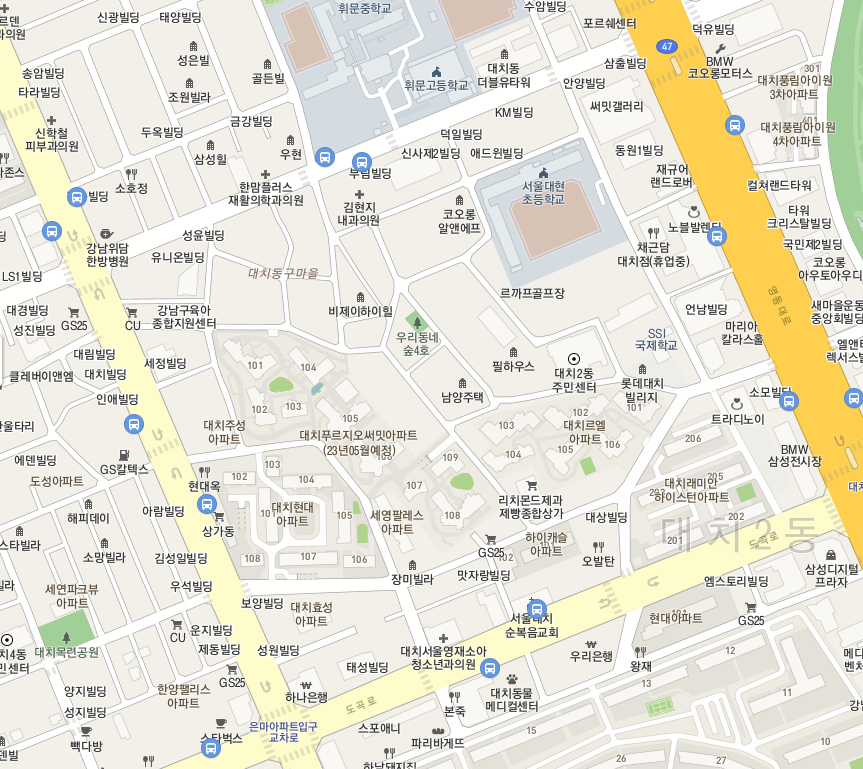 신광빌딩
태양빌딩
휘문중학교
수암빌딩
포르쉐센터
덕유빌딩
47
성은빌
송암빌딩
타라빌딩
조원빌라
골든빌
휘문고등학교
대치동
더블유타워
삼흥빌딩
안양빌딩
BMW
코오롱모터스
301
대치풍림아이원
3차아파트
써밋갤러리
KM빌딩
금강빌딩
두옥빌딩
신학철
피부과의원
덕일빌딩
대치풍림아이원
4차아파트
우현
삼성힐
신사제2빌딩
애드윈빌딩
동원1빌딩
부림빌딩
소호정
한맘플러스
재활의학과의원
서울대현
초등학교
재규어
랜드로버
컬쳐랜드타워
빌딩
김현지
내과의원
코오롱
알앤에프
노블발렌티
타워
크리스탈빌딩
성윤빌딩
강남위담
한방병원
유니온빌딩
채근담
대치점(휴업중)
국민제2빌딩
코오롱
아우토아우디
LS1빌딩
대치동구마을
르까프골프장
영동대로
대경빌딩
성진빌딩
GS25
CU
강남구육아
종합지원센터
비제이하이힐
언남빌딩
새마을운동
중앙회빌딩
우리동네
숲4호
SSI
국제학교
마리아
칼라스홀
대림빌딩
대치빌딩
세정빌딩
101
104
필하우스
대치2동
주민센터
롯데대치
빌리지
클레버이앤엠
인애빌딩
102
103
105
남양주택
소모빌딩
101
트라디노이
대치주성
아파트
대치푸르지오써밋아파트
(23년05월예정)
103
102
대치르엘
아파트
106
104
105
206
BMW
삼성전시장
에덴빌딩
GS칼텍스
도성아파트
현대옥
102
103
104
109
107
108
리치몬드제과
제빵종합상가
대치래미안
하이스턴아파트
202
201
해피데이
아람빌딩
상가동
대치현대
아파트
105
세영팔레스
아파트
대상빌딩
대치2동
도곡로
소망빌라
김성일빌딩
108
107
106
GS25
102
하이캐슬
아파트
오발탄
삼성디지털
프라자
우석빌딩
장미빌라
맛자랑빌딩
엠스토리빌딩
세연파크뷰
아파트
보양빌딩
대치효성
아파트
서울대치
순복음교회
현대아파트
GS25
대치목련공원
CU
운지빌딩
제동빌딩
성원빌딩
태성빌딩
대치서울영재소아
청소년과의원
우리은행
왕재
12
양지빌딩
성지빌딩
한양팰리스
아파트
GS25
하나은행
본죽
대치동물
메디컬센터
13
11
도곡로
은마아파트입구
교차로
스타벅스
스포애니
파리바게뜨
빽다방
15
14
10
26
27